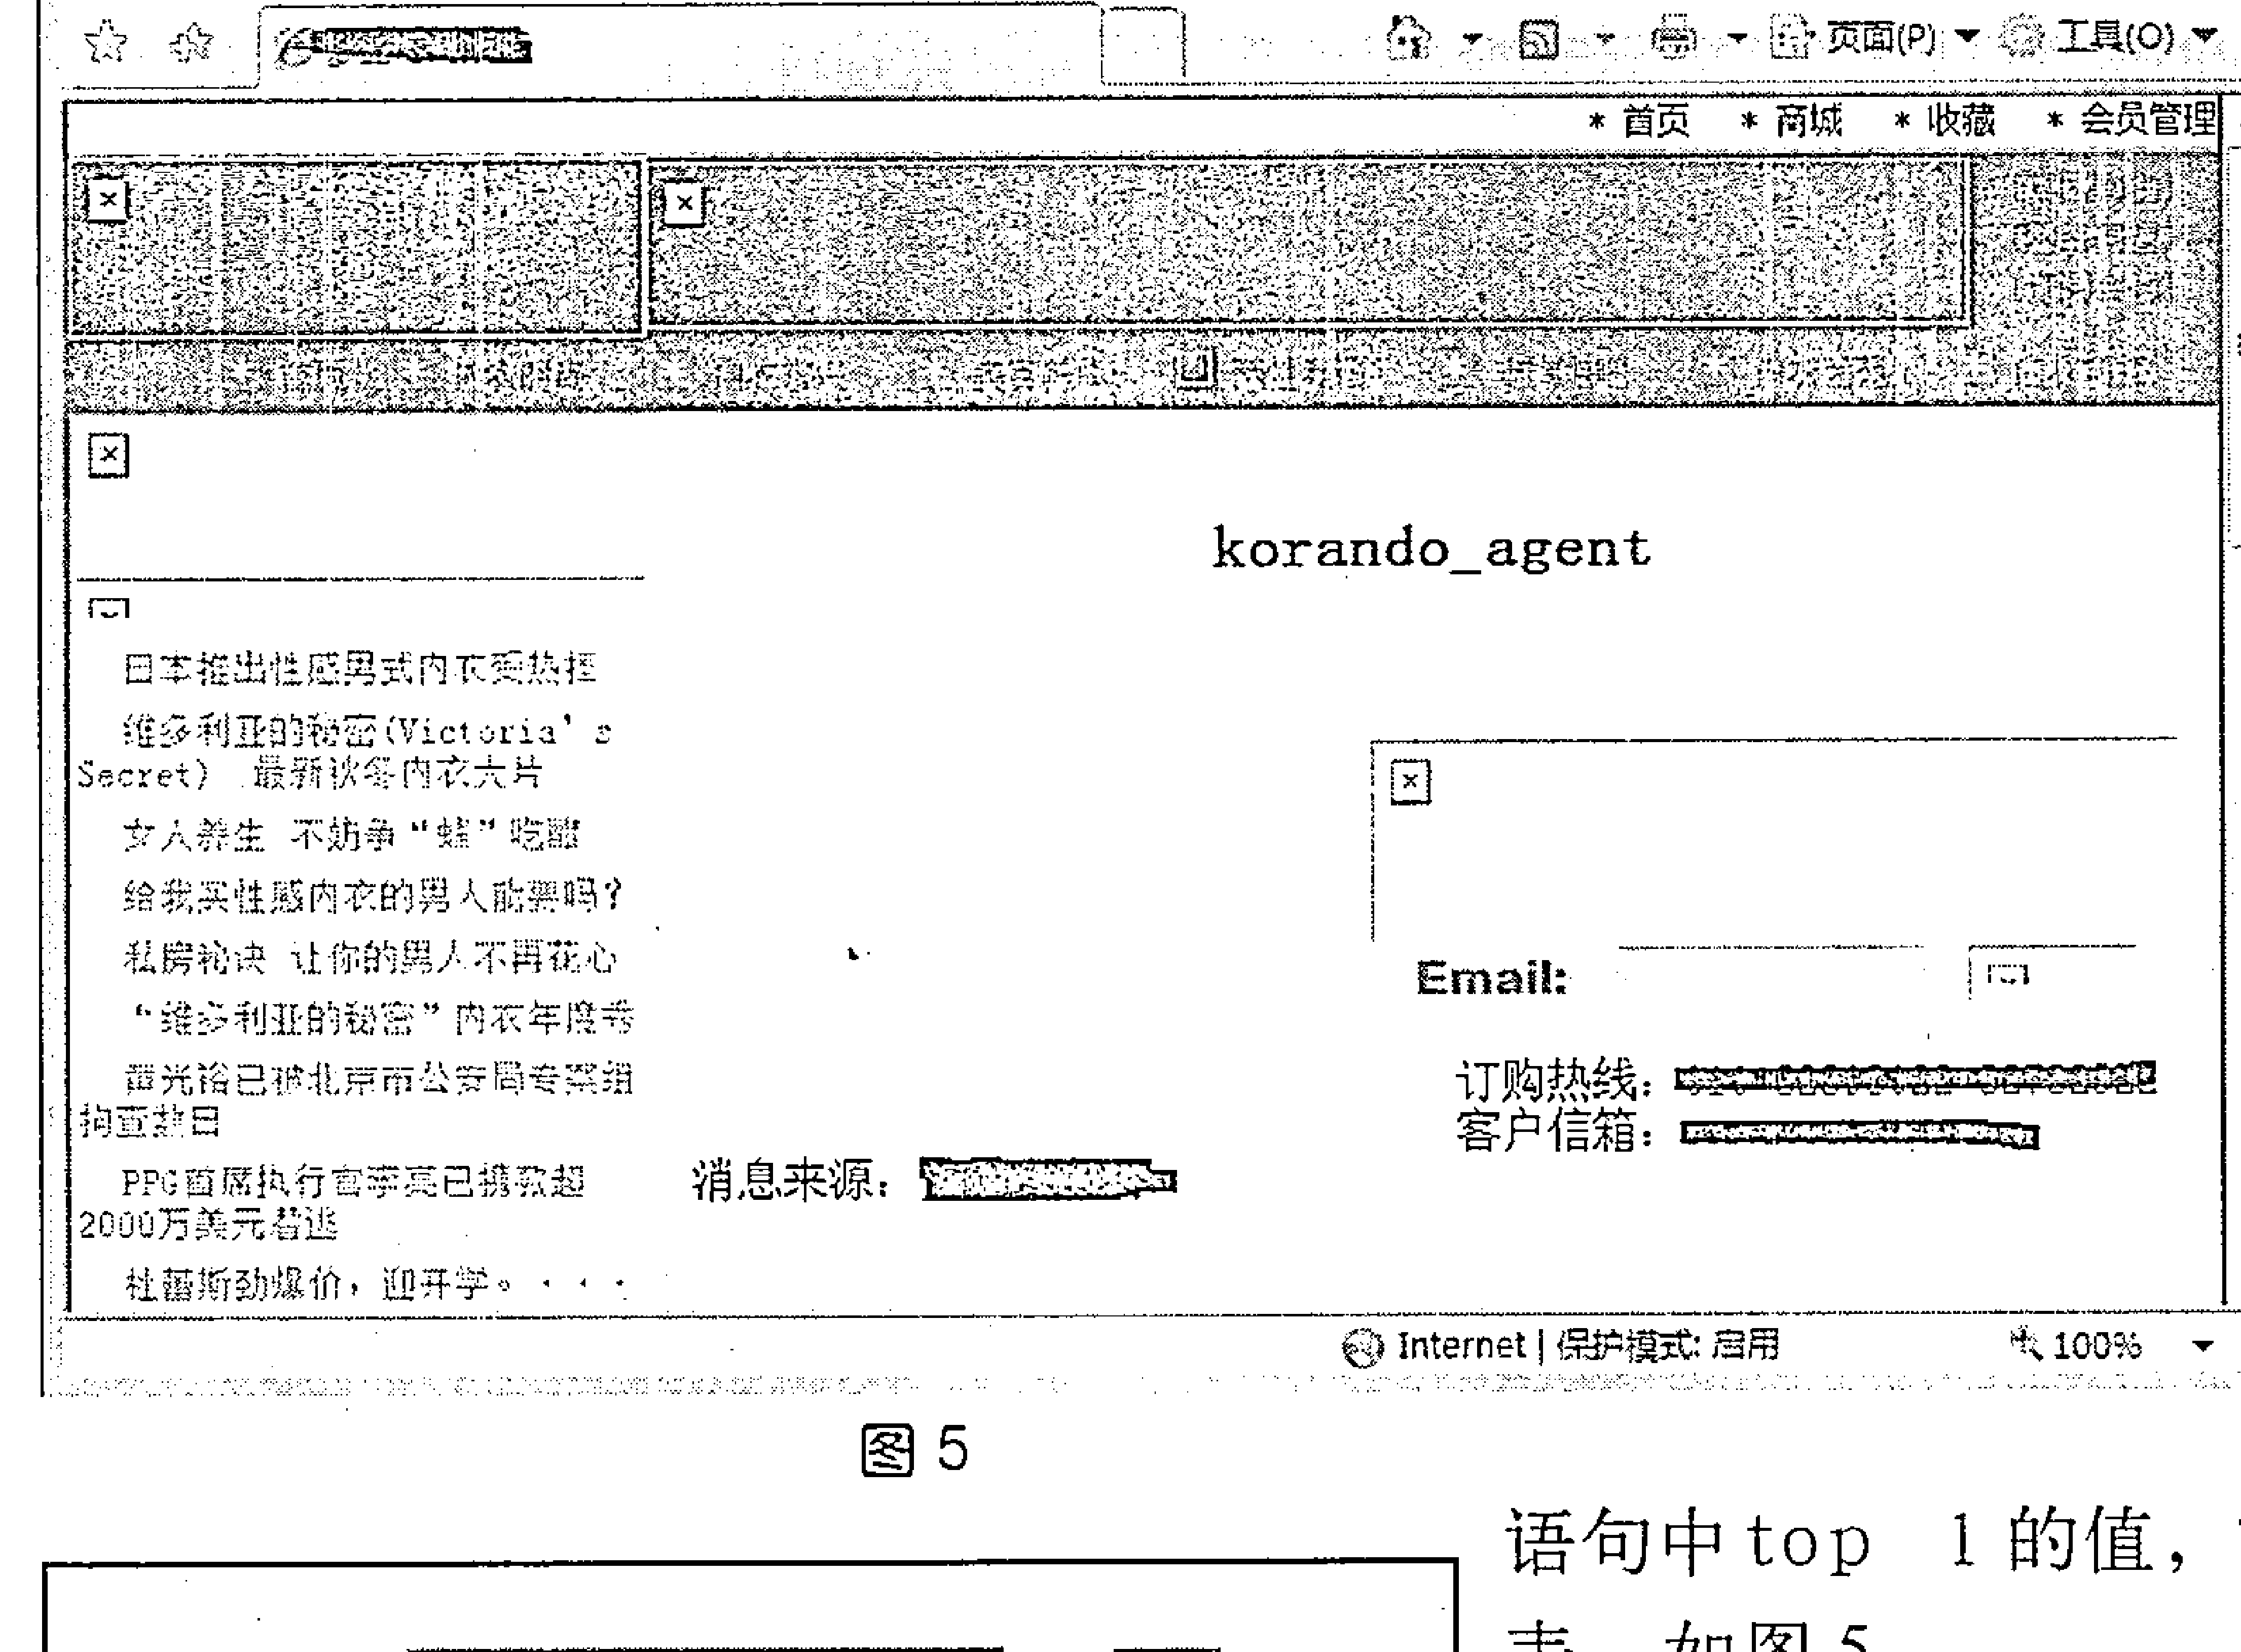 页面(P) 工具(O)
* 首页 * 商城 * 收藏 * 会员管理
korando_agent
日本推出性感男式内衣受热捧
维多利亚的秘密(Victoria's
Secret) 最新秋冬内衣大片
女人养生 不妨争“蜂”吃醋
给我买性感内衣的男人能要吗?
私房秘诀 让你的男人不再花心
“维多利亚的秘密”内衣年度秀
Email:
黄光裕已被北京市公安局专案组
拘查数日
订购热线:
客户信箱:
PPG首席执行官李亮已携款超
2000万美元潜逃
消息来源:
杜蕾斯劲爆价,迎开学。···
Internet | 保护模式: 启用 100%
图 5
语句中top 1 的值,
表 如图 5